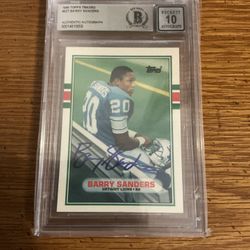 1989 TOPPS TRADED
#83T BARRY SANDERS
AUTHENTIC AUTOGRAPH
BECKETT
10
Topps
20
BARRY SANDERS
DETROIT LIONS • RB